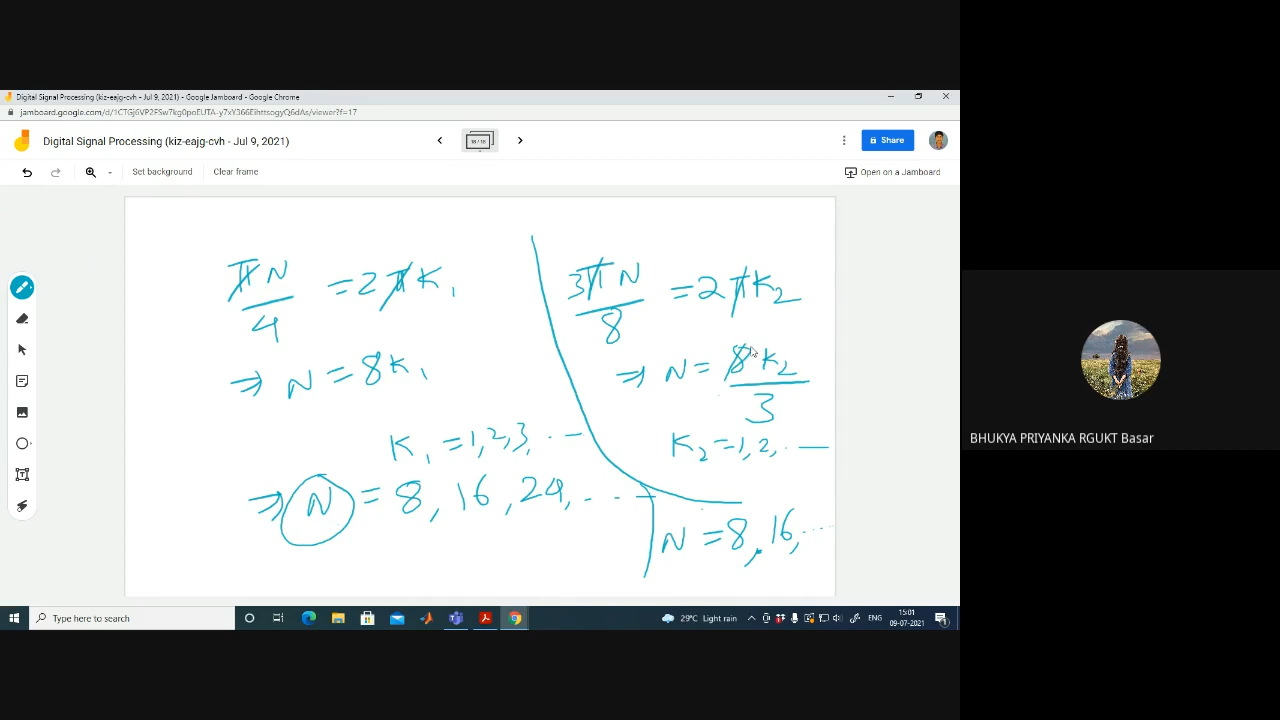 Digital Signal Processing (kiz-eajg-cvh - Jul 9, 2021) - Google Jamboard - Google Chrome
Digital Signal Processing (kiz-eajg-cvh - Jul 9, 2021)
18 / 18
Share
Set background
Clear frame
Open on a Jamboard
πN/4 = 2πK₁
⇒ N = 8K₁
K₁ = 1, 2, 3, ...
⇒ N = 8, 16, 24, ...
3πN/8 = 2πK₂
⇒ N = 8K₂/3
K₂ = 1, 2, ...
N = 8, 16, ...
BHUKYA PRIYANKA RGUKT Basar
Type here to search
29°C Light rain
ENG
15:01
09-07-2021